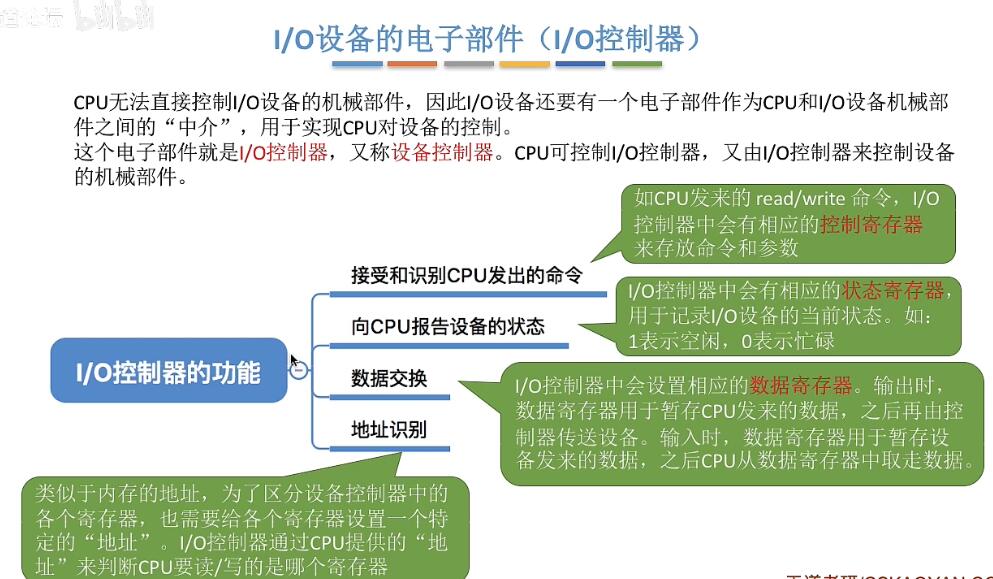 I/O设备的电子部件（I/O控制器）
CPU无法直接控制I/O设备的机械部件，因此I/O设备还要有一个电子部件作为CPU和I/O设备机械部
件之间的“中介”，用于实现CPU对设备的控制。
这个电子部件就是I/O控制器，又称设备控制器。CPU可控制I/O控制器，又由I/O控制器来控制设备
的机械部件。
如CPU发来的 read/write 命令，I/O
控制器中会有相应的控制寄存器
来存放命令和参数
接受和识别CPU发出的命令
I/O控制器中会有相应的状态寄存器，
用于记录I/O设备的当前状态。如：
1表示空闲，0表示忙碌
向CPU报告设备的状态
I/O控制器的功能
数据交换
I/O控制器中会设置相应的数据寄存器。输出时，
数据寄存器用于暂存CPU发来的数据，之后再由控
制器传送设备。输入时，数据寄存器用于暂存设
备发来的数据，之后CPU从数据寄存器中取走数据。
地址识别
类似于内存的地址，为了区分设备控制器中的
各个寄存器，也需要给各个寄存器设置一个特
定的“地址”。I/O控制器通过CPU提供的“地
址”来判断CPU要读/写的是哪个寄存器